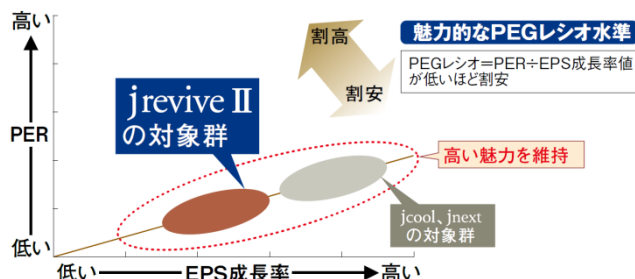 高い
割高
割安
魅力的なPEGレシオ水準
PEGレシオ=PER÷EPS成長率値
が低いほど割安
jrevive Ⅱ
の対象群
PER
高い魅力を維持
jcool、jnext
の対象群
低い
低い
EPS成長率
高い